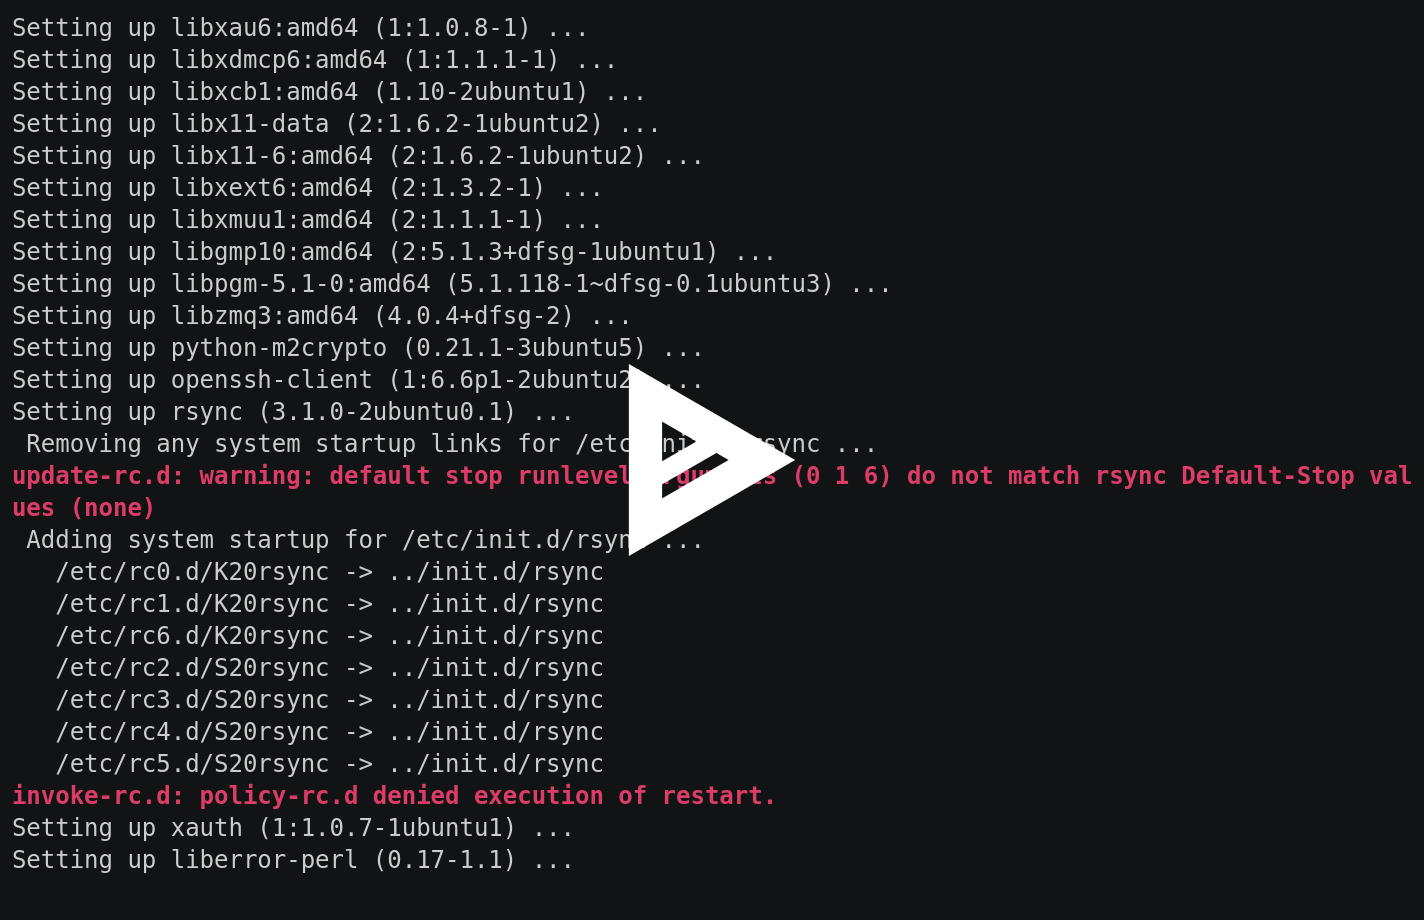 Setting up libxau6:amd64 (1:1.0.8-1) ...
Setting up libxdmcp6:amd64 (1:1.1.1-1) ...
Setting up libxcb1:amd64 (1.10-2ubuntu1) ...
Setting up libx11-data (2:1.6.2-1ubuntu2) ...
Setting up libx11-6:amd64 (2:1.6.2-1ubuntu2) ...
Setting up libxext6:amd64 (2:1.3.2-1) ...
Setting up libxmuu1:amd64 (2:1.1.1-1) ...
Setting up libgmp10:amd64 (2:5.1.3+dfsg-1ubuntu1) ...
Setting up libpgm-5.1-0:amd64 (5.1.118-1~dfsg-0.1ubuntu3) ...
Setting up libzmq3:amd64 (4.0.4+dfsg-2) ...
Setting up python-m2crypto (0.21.1-3ubuntu5) ...
Setting up openssh-client (1:6.6p1-2ubuntu2) ...
Setting up rsync (3.1.0-2ubuntu0.1) ...
 Removing any system startup links for ...
update-rc.d: warning: default stop runlevel (0 1 6) do not match rsync Default-Stop val
ues (none)
 Adding system startup for /etc/init.d/rsync ...
   /etc/rc0.d/K20rsync -> ../init.d/rsync
   /etc/rc1.d/K20rsync -> ../init.d/rsync
   /etc/rc6.d/K20rsync -> ../init.d/rsync
   /etc/rc2.d/S20rsync -> ../init.d/rsync
   /etc/rc3.d/S20rsync -> ../init.d/rsync
   /etc/rc4.d/S20rsync -> ../init.d/rsync
   /etc/rc5.d/S20rsync -> ../init.d/rsync
invoke-rc.d: policy-rc.d denied execution of restart.
Setting up xauth (1:1.0.7-1ubuntu1) ...
Setting up liberror-perl (0.17-1.1) ...